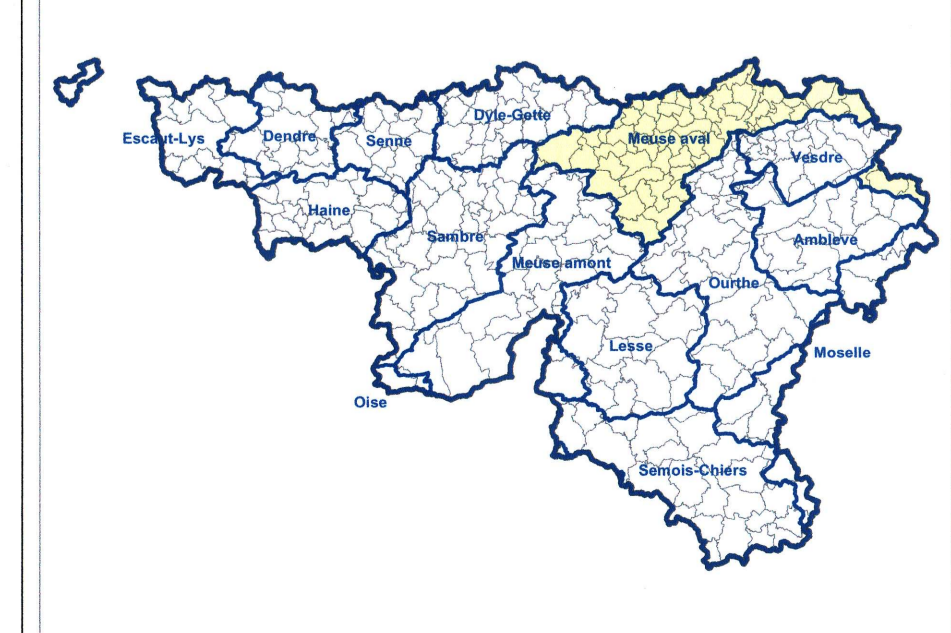 Dyle-Gette
Escaut-Lys
Dendre
Senne
Meuse aval
Vesdre
Haine
Sambre
Amblève
Meuse amont
Ourthe
Lesse
Moselle
Oise
Semois-Chiers